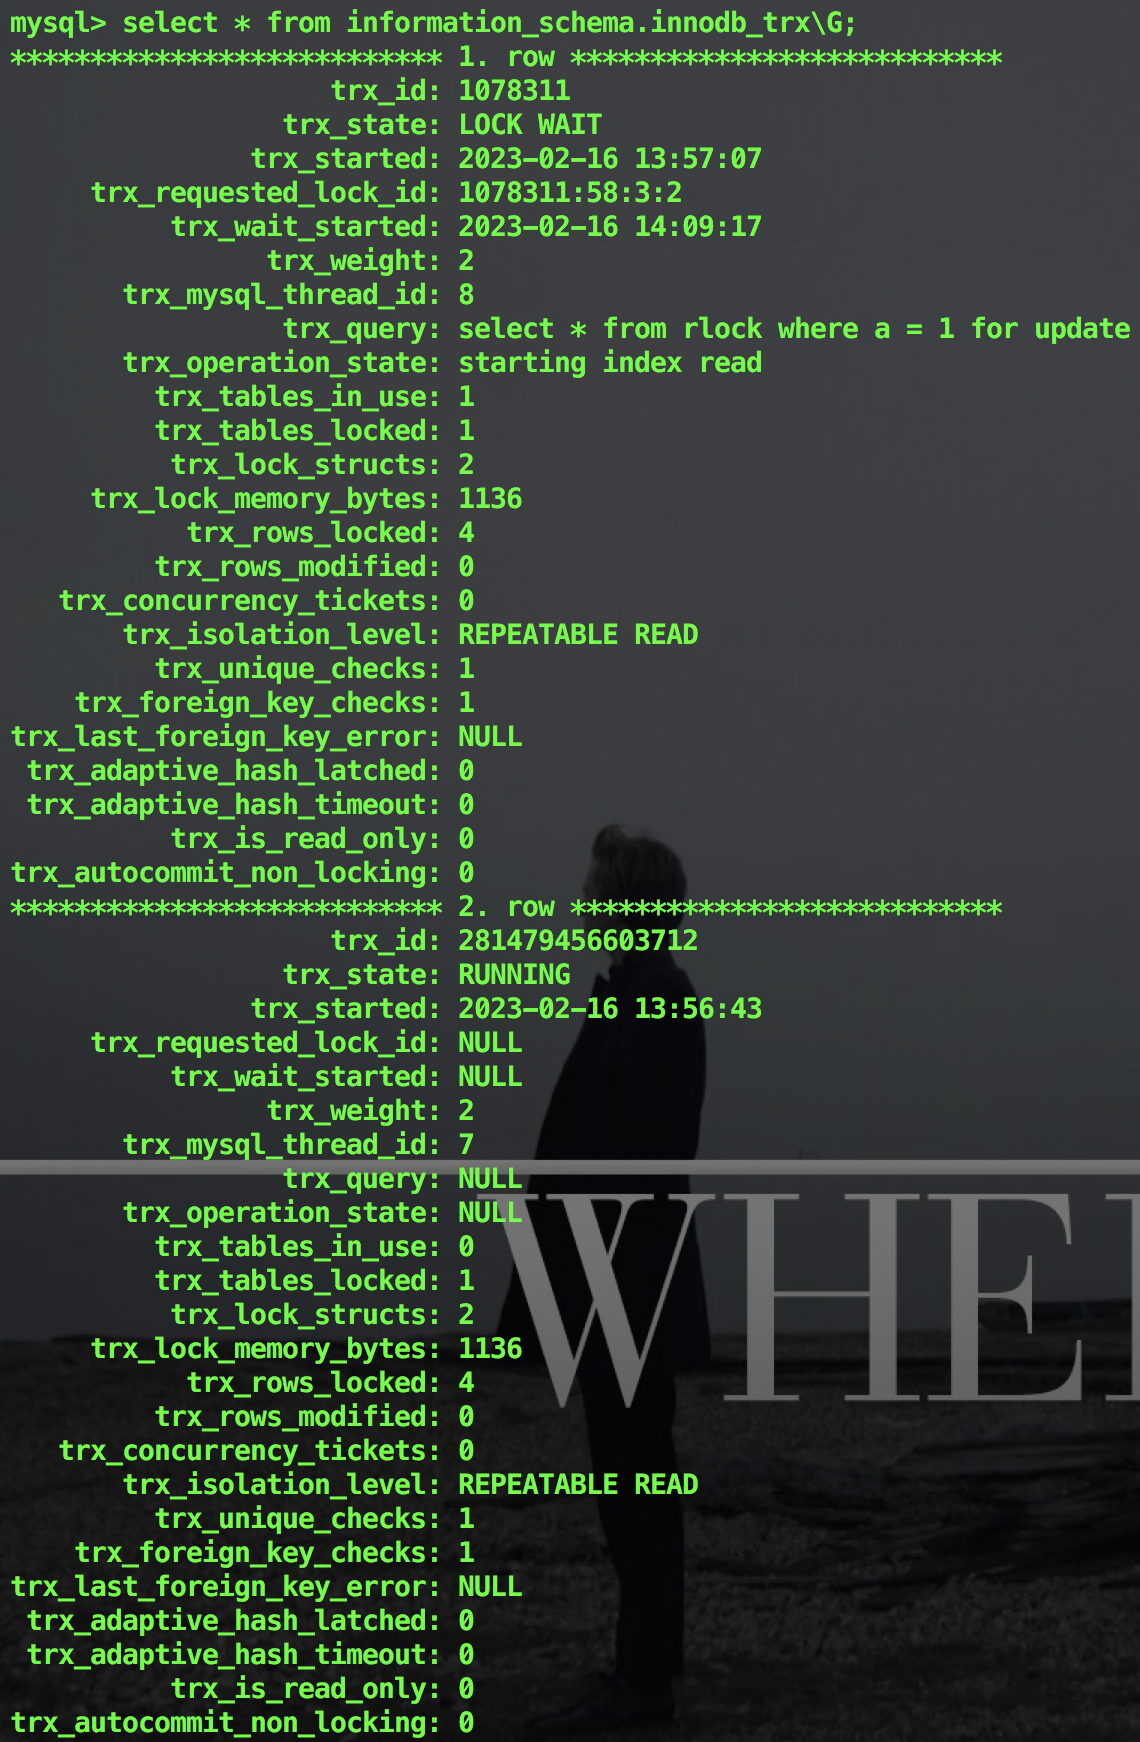 mysql> select * from information_schema.innodb_trx\G;
*************************** 1. row ***************************
trx_id: 1078311
trx_state: LOCK WAIT
trx_started: 2023-02-16 13:57:07
trx_requested_lock_id: 1078311:58:3:2
trx_wait_started: 2023-02-16 14:09:17
trx_weight: 2
trx_mysql_thread_id: 8
trx_query: select * from rlock where a = 1 for update
trx_operation_state: starting index read
trx_tables_in_use: 1
trx_tables_locked: 1
trx_lock_structs: 2
trx_lock_memory_bytes: 1136
trx_rows_locked: 4
trx_rows_modified: 0
trx_concurrency_tickets: 0
trx_isolation_level: REPEATABLE READ
trx_unique_checks: 1
trx_foreign_key_checks: 1
trx_last_foreign_key_error: NULL
trx_adaptive_hash_latched: 0
trx_adaptive_hash_timeout: 0
trx_is_read_only: 0
trx_autocommit_non_locking: 0
*************************** 2. row ***************************
trx_id: 281479456603712
trx_state: RUNNING
trx_started: 2023-02-16 13:56:43
trx_requested_lock_id: NULL
trx_wait_started: NULL
trx_weight: 2
trx_mysql_thread_id: 7
trx_query: NULL
trx_operation_state: NULL
trx_tables_in_use: 0
trx_tables_locked: 1
trx_lock_structs: 2
trx_lock_memory_bytes: 1136
trx_rows_locked: 4
trx_rows_modified: 0
trx_concurrency_tickets: 0
trx_isolation_level: REPEATABLE READ
trx_unique_checks: 1
trx_foreign_key_checks: 1
trx_last_foreign_key_error: NULL
trx_adaptive_hash_latched: 0
trx_adaptive_hash_timeout: 0
trx_is_read_only: 0
trx_autocommit_non_locking: 0